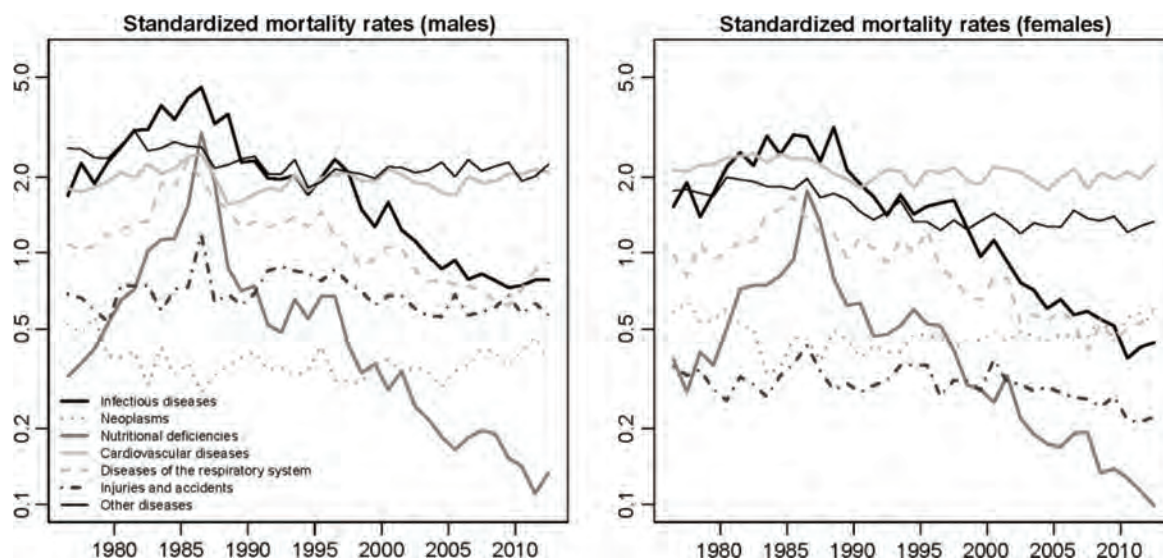 Standardized mortality rates (males)
5.0
2.0
1.0
0.5
0.2
0.1
Infectious diseases
Neoplasms
Nutritional deficiencies
Cardiovascular diseases
Diseases of the respiratory system
Injuries and accidents
Other diseases
1980 1985 1990 1995 2000 2005 2010
Standardized mortality rates (females)
5.0
2.0
1.0
0.5
0.2
0.1
1980 1985 1990 1995 2000 2005 2010